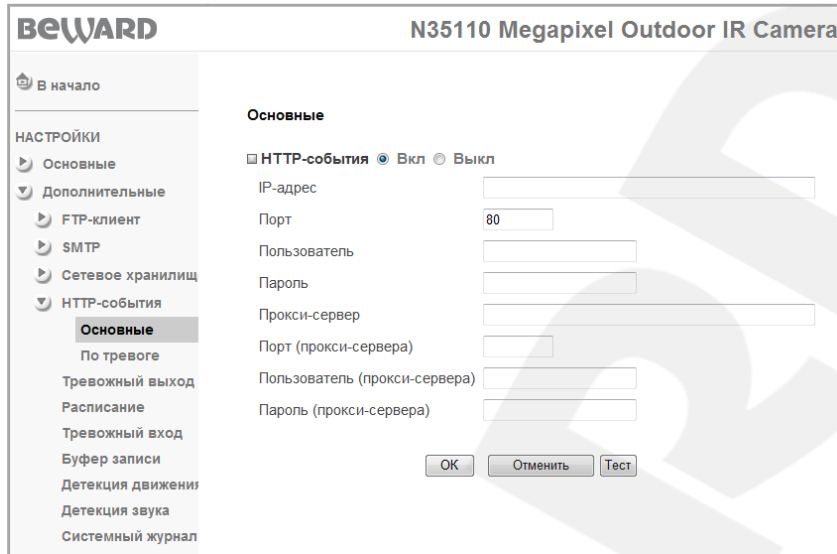 BEWARD
N35110 Megapixel Outdoor IR Camera
В начало
НАСТРОЙКИ
Основные
Дополнительные
FTP-клиент
SMTP
Сетевое хранилищ
HTTP-события
Основные
По тревоге
Тревожный выход
Расписание
Тревожный вход
Буфер записи
Детекция движения
Детекция звука
Системный журнал
Основные
HTTP-события Вкл Выкл
IP-адрес
Порт 80
Пользователь
Пароль
Прокси-сервер
Порт (прокси-сервера)
Пользователь (прокси-сервера)
Пароль (прокси-сервера)
OK Отменить Тест